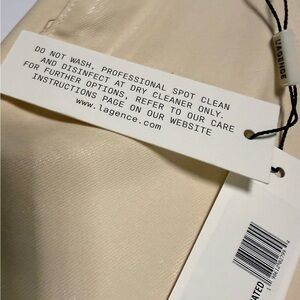 DO NOT WASH. PROFESSIONAL SPOT CLEAN
AND DISINFECT AT DRY CLEANER ONLY.
FOR FURTHER OPTIONS, REFER TO OUR CARE
INSTRUCTIONS PAGE ON OUR WEBSITE
www.lagence.com
L'AGENCE